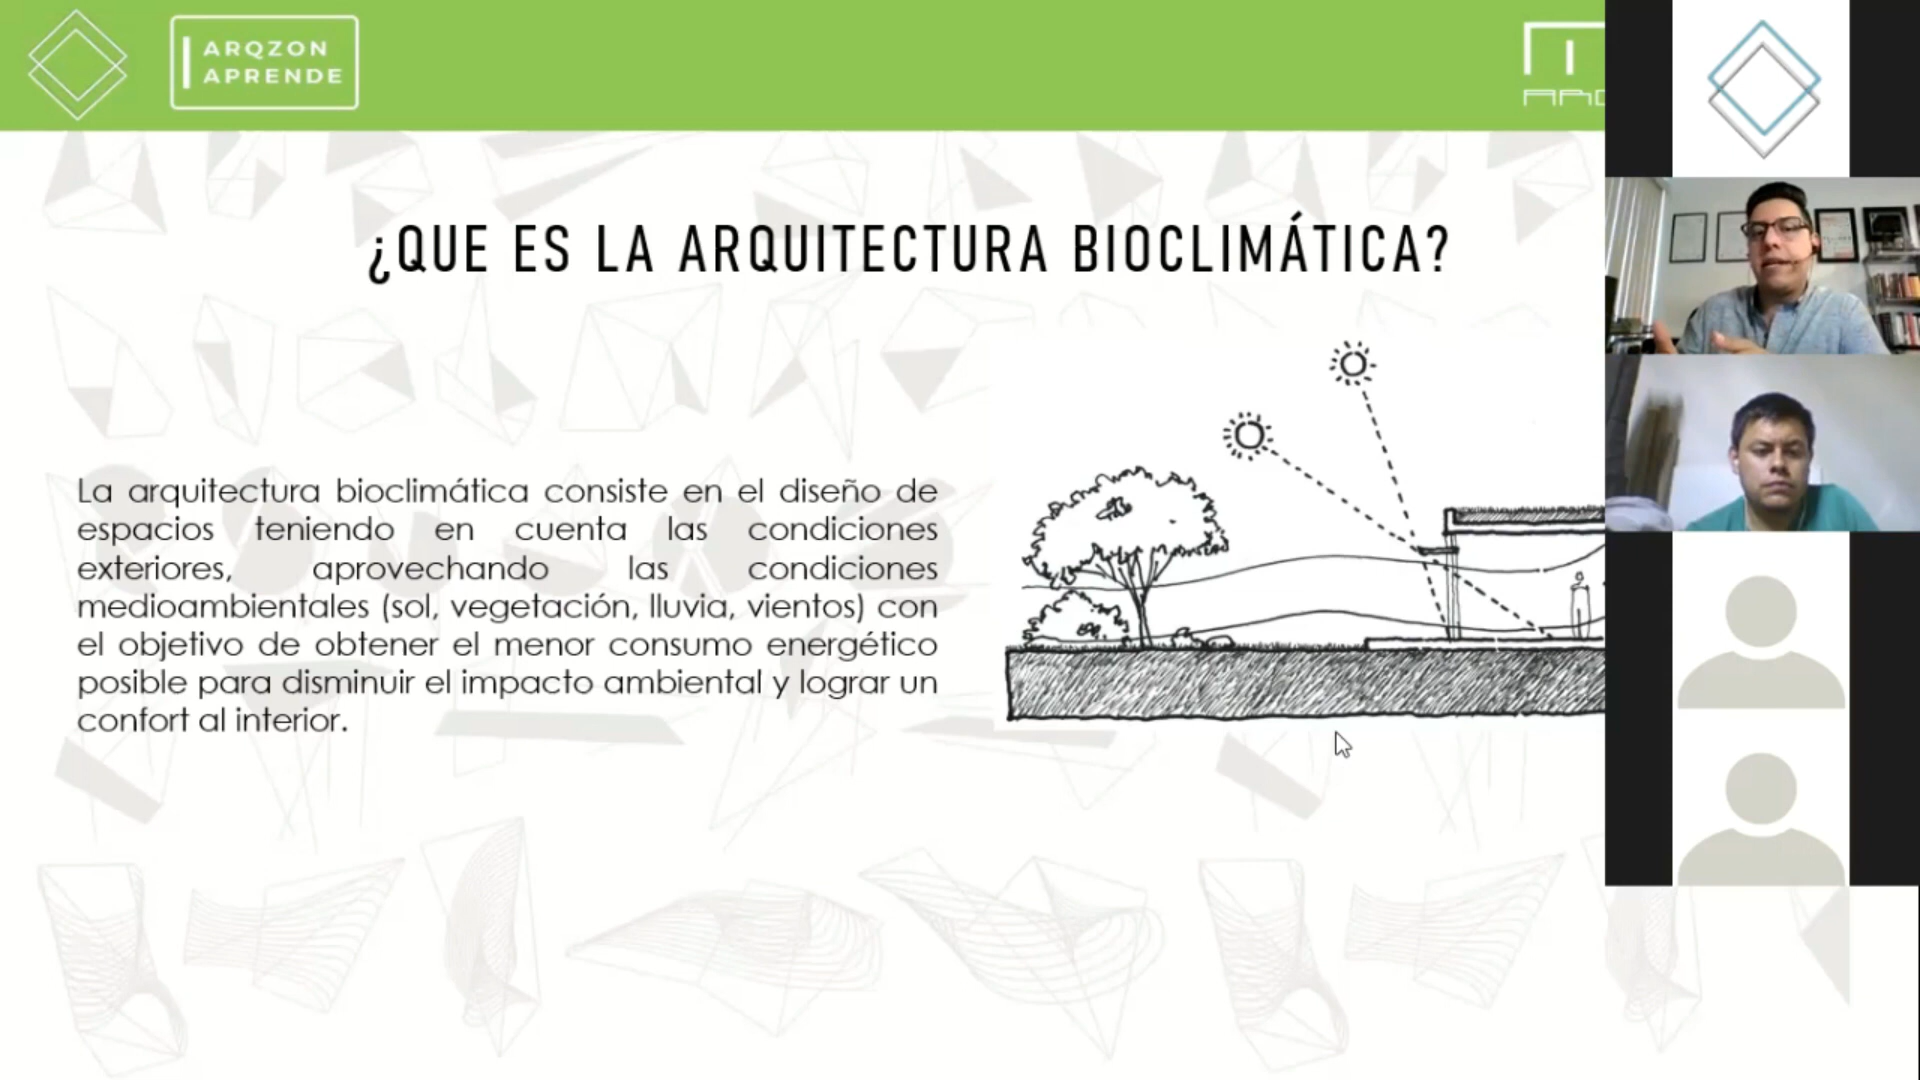 ARQZON
APRENDE
¿QUE ES LA ARQUITECTURA BIOCLIMÁTICA?
La arquitectura bioclimática consiste en el diseño de
espacios teniendo en cuenta las condiciones
exteriores, aprovechando las condiciones
medioambientales (sol, vegetación, lluvia, vientos) con
el objetivo de obtener el menor consumo energético
posible para disminuir el impacto ambiental y lograr un
confort al interior.